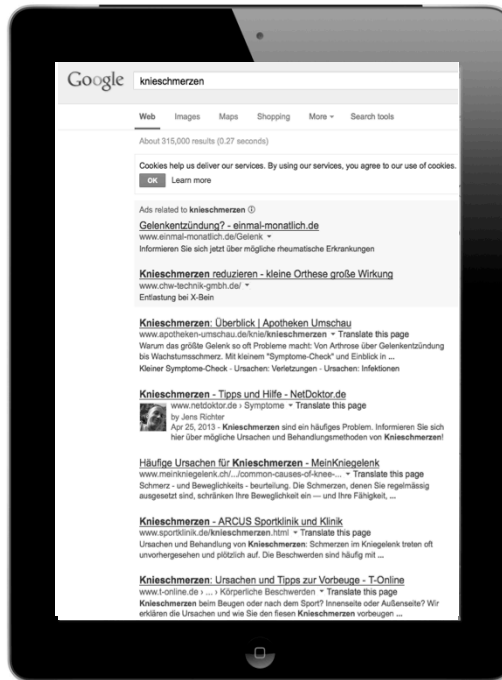 Google knieschmerzen
Web Images Maps Shopping More Search tools
About 315,000 results (0.27 seconds)
Cookies help us deliver our services. By using our services, you agree to our use of cookies.
OK Learn more
Ads related to knieschmerzen
Gelenkentzündung? - einmal-monatlich.de
www.einmal-monatlich.de/Gelenk
Informieren Sie sich jetzt über mögliche rheumatische Erkrankungen
Knieschmerzen reduzieren - kleine Orthese große Wirkung
www.chw-technik-gmbh.de/
Entlastung bei X-Bein
Knieschmerzen: Überblick | Apotheken Umschau
www.apotheken-umschau.de/knie/knieschmerzen Translate this page
Warum das größte Gelenk so oft Probleme macht: Von Arthrose über Gelenkentzündung
bis Wachstumsschmerz. Mit kleinem "Symptome-Check" und Einblick in ...
Kleiner Symptome-Check - Ursachen: Verletzungen - Ursachen: Infektionen
Knieschmerzen - Tipps und Hilfe - NetDoktor.de
www.netdoktor.de › Symptome Translate this page
by Jens Richter
Apr 25, 2013 - Knieschmerzen sind ein häufiges Problem. Informieren Sie sich
hier über mögliche Ursachen und Behandlungsmethoden von Knieschmerzen!
Häufige Ursachen für Knieschmerzen - MeinKniegelenk
www.meinkniegelenk.ch/.../common-causes-of-knee-... Translate this page
Schmerz - und Beweglichkeits - beurteilung. Die Schmerzen, denen Sie regelmässig
ausgesetzt sind, schränken Ihre Beweglichkeit ein — und Ihre Fähigkeit, ...
Knieschmerzen - ARCUS Sportklinik und Klinik
www.sportklinik.de/knieschmerzen.html Translate this page
Ursachen und Behandlung von Knieschmerzen: Schmerzen im Kniegelenk treten oft
unvorhergesehen und plötzlich auf. Die Beschwerden sind häufig mit ...
Knieschmerzen: Ursachen und Tipps zur Vorbeuge - T-Online
www.t-online.de › ... › Körperliche Beschwerden Translate this page
Knieschmerzen beim Beugen oder nach dem Sport? Innenseite oder Außenseite? Wir
erklären die Ursachen und wie Sie den fiesen Knieschmerzen vorbeugen ...